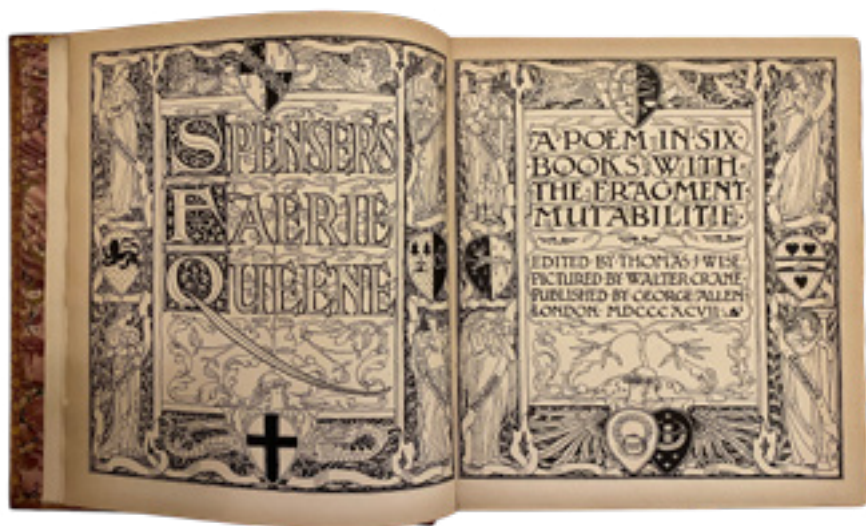 SPENSER'S
FAERIE
QUEENE
A·POEM·IN·SIX·
BOOKS·WITH·
THE·FRAGMENT·
MUTABILITIE·
EDITED BY THOMAS J WISE
PICTURED BY WALTER CRANE
PUBLISHED BY GEORGE ALLEN
LONDON: MDCCCXCVII